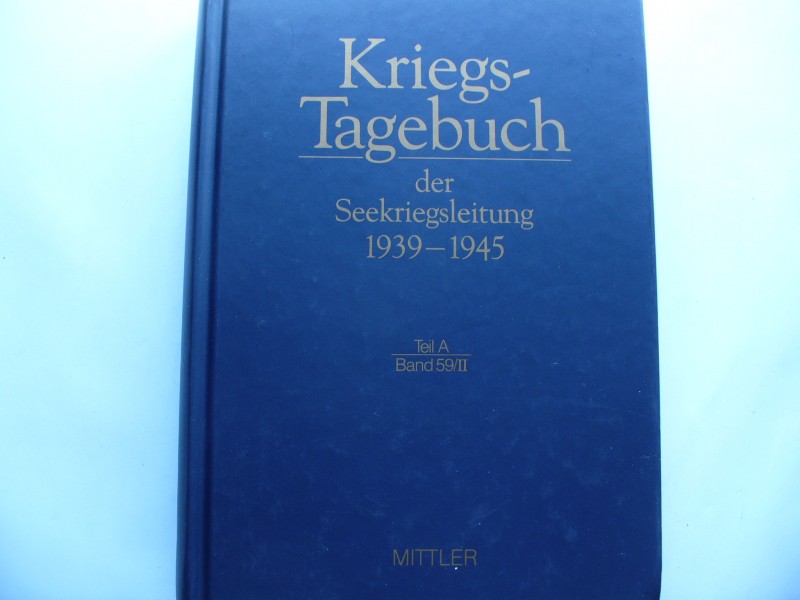 Kriegs-
Tagebuch
der
Seekriegsleitung
1939–1945
Teil A
Band 59/II
MITTLER